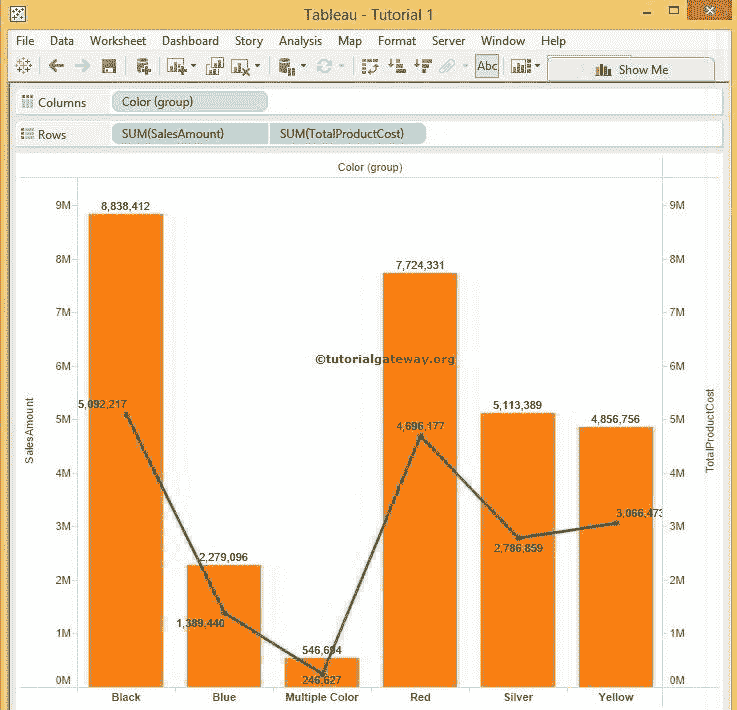 Tableau - Tutorial 1
File Data Worksheet Dashboard Story Analysis Map Format Server Window Help
Abc Show Me
Columns Color (group)
Rows SUM(SalesAmount) SUM(TotalProductCost)
Color (group)
9M 8,838,412 9M
8M 7,724,331 8M
7M 7M
©tutorialgateway.org
6M 6M
5,113,389
4,856,756
5M 5,092,217 4,696,177 5M
4M 4M
3M 3,066,473 3M
2,786,859
2,279,096
2M 2M
1,389,440
1M 1M
546,694
0M 246,627 0M
SalesAmount
TotalProductCost
Black Blue Multiple Color Red Silver Yellow